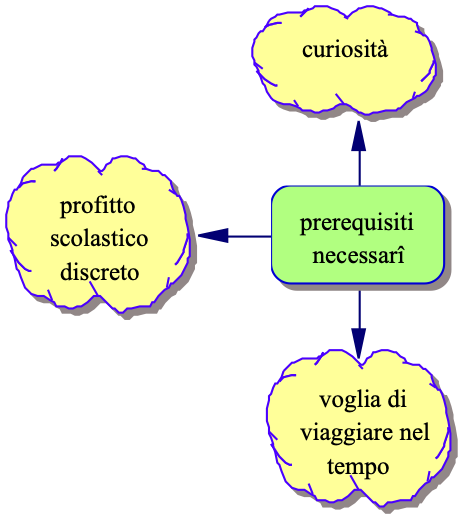 curiosità
profitto
scolastico
discreto
prerequisiti
necessarî
voglia di
viaggiare nel
tempo